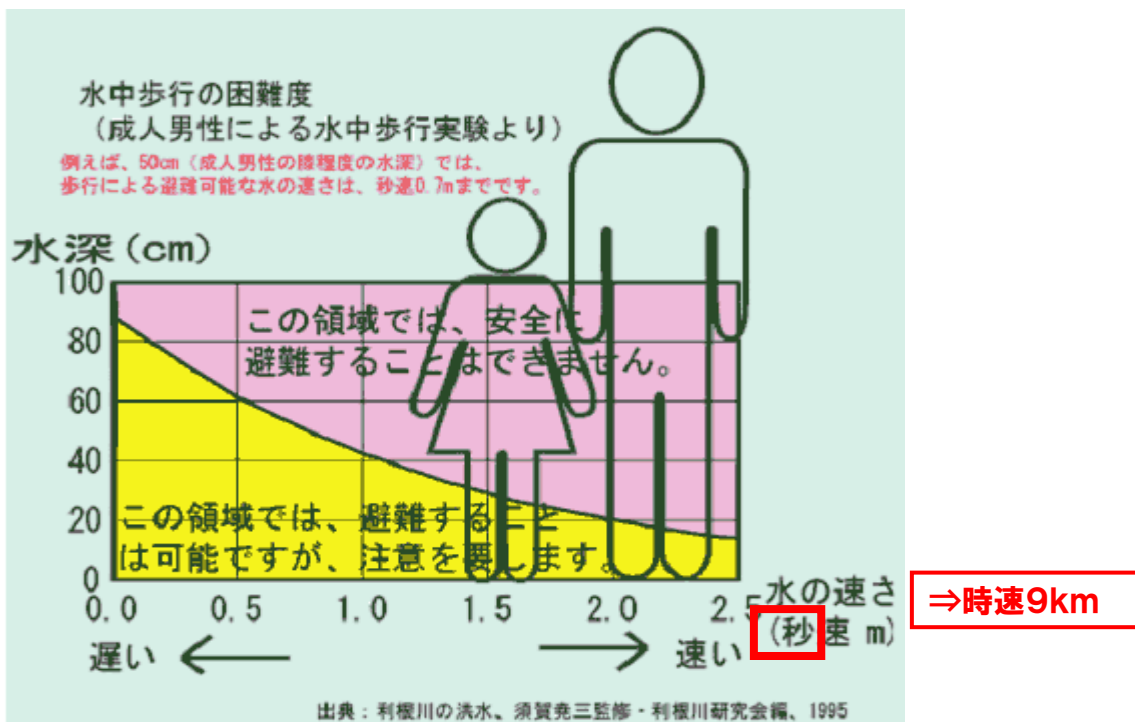 水中歩行の困難度
（成人男性による水中歩行実験より）
例えば、50cm（成人男性の膝程度の水深）では、
歩行による避難可能な水の速さは、秒速0.7mまでです。
水深(cm)
100
80
60
40
20
0
この領域では、安全に
避難することはできません。
この領域では、避難すること
は可能ですが、注意を要します。
0.0 0.5 1.0 1.5 2.0 2.5
水の速さ
(秒速 m)
⇒時速9km
遅い ← → 速い
出典：利根川の洪水、須賀堯三監修・利根川研究会編、1995